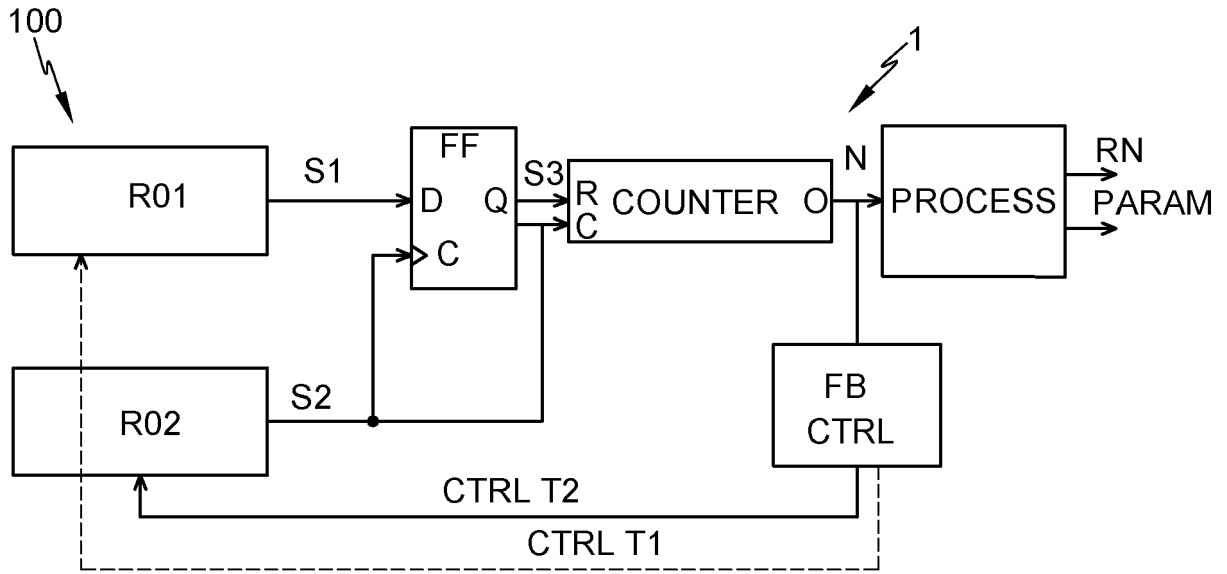 100
1
R01
S1
FF
D
Q
C
S3
R
C
COUNTER
O
N
PROCESS
RN
PARAM
R02
S2
FB
CTRL
CTRL T2
CTRL T1